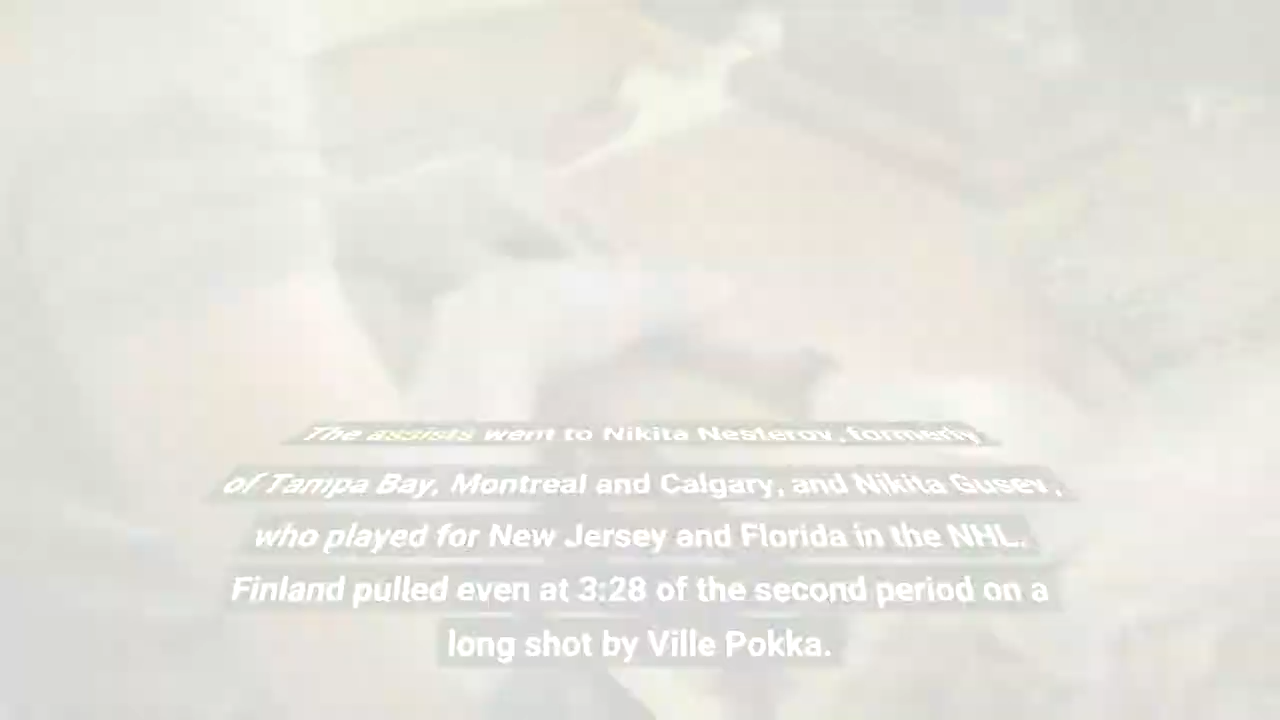 The assists went to Nikita Nesterov, formerly
of Tampa Bay, Montreal and Calgary, and Nikita Gusev,
who played for New Jersey and Florida in the NHL.
Finland pulled even at 3:28 of the second period on a
long shot by Ville Pokka.